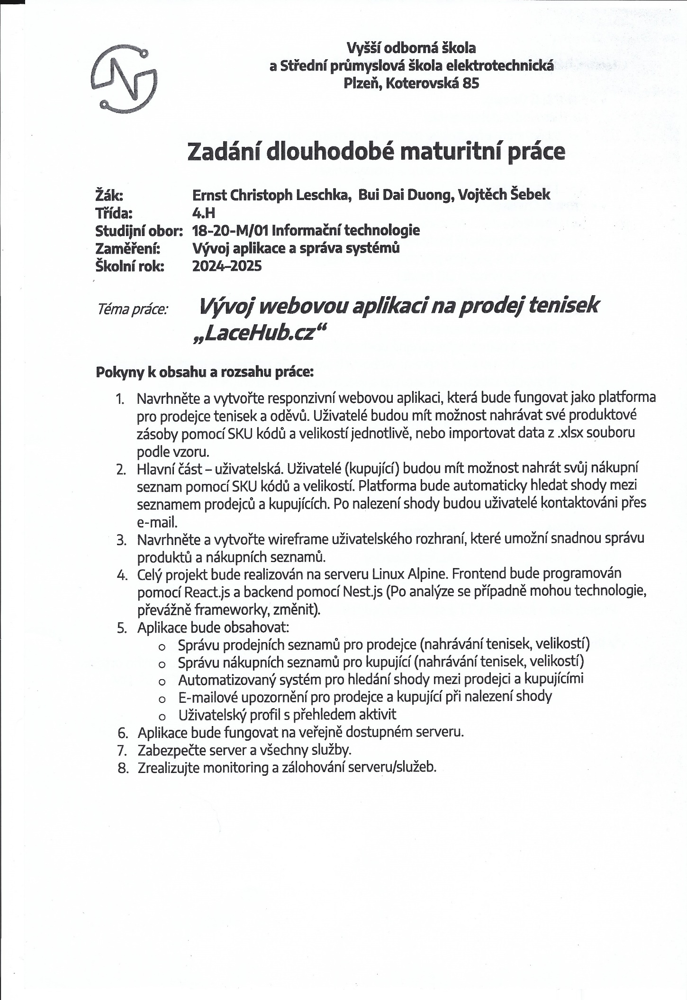 Vyšší odborná škola
a Střední průmyslová škola elektrotechnická
Plzeň, Koterovská 85
Zadání dlouhodobé maturitní práce
Žák: Ernst Christoph Leschka, Bui Dai Duong, Vojtěch Šebek
Třída: 4.H
Studijní obor: 18-20-M/01 Informační technologie
Zaměření: Vývoj aplikace a správa systémů
Školní rok: 2024–2025
Téma práce: Vývoj webovou aplikaci na prodej tenisek
„LaceHub.cz“
Pokyny k obsahu a rozsahu práce:
1. Navrhněte a vytvořte responzivní webovou aplikaci, která bude fungovat jako platforma
pro prodejce tenisek a oděvů. Uživatelé budou mít možnost nahrávat své produktové
zásoby pomocí SKU kódů a velikostí jednotlivě, nebo importovat data z .xlsx souboru
podle vzoru.
2. Hlavní část – uživatelská. Uživatelé (kupující) budou mít možnost nahrát svůj nákupní
seznam pomocí SKU kódů a velikostí. Platforma bude automaticky hledat shody mezi
seznamem prodejců a kupujících. Po nalezení shody budou uživatelé kontaktováni přes
e-mail.
3. Navrhněte a vytvořte wireframe uživatelského rozhraní, které umožní snadnou správu
produktů a nákupních seznamů.
4. Celý projekt bude realizován na serveru Linux Alpine. Frontend bude programován
pomocí React.js a backend pomocí Nest.js (Po analýze se případně mohou technologie,
převážně frameworky, změnit).
5. Aplikace bude obsahovat:
o Správu prodejních seznamů pro prodejce (nahrávání tenisek, velikostí)
o Správu nákupních seznamů pro kupující (nahrávání tenisek, velikostí)
o Automatizovaný systém pro hledání shody mezi prodejci a kupujícími
o E-mailové upozornění pro prodejce a kupující při nalezení shody
o Uživatelský profil s přehledem aktivit
6. Aplikace bude fungovat na veřejně dostupném serveru.
7. Zabezpečte server a všechny služby.
8. Zrealizujte monitoring a zálohování serveru/služeb.